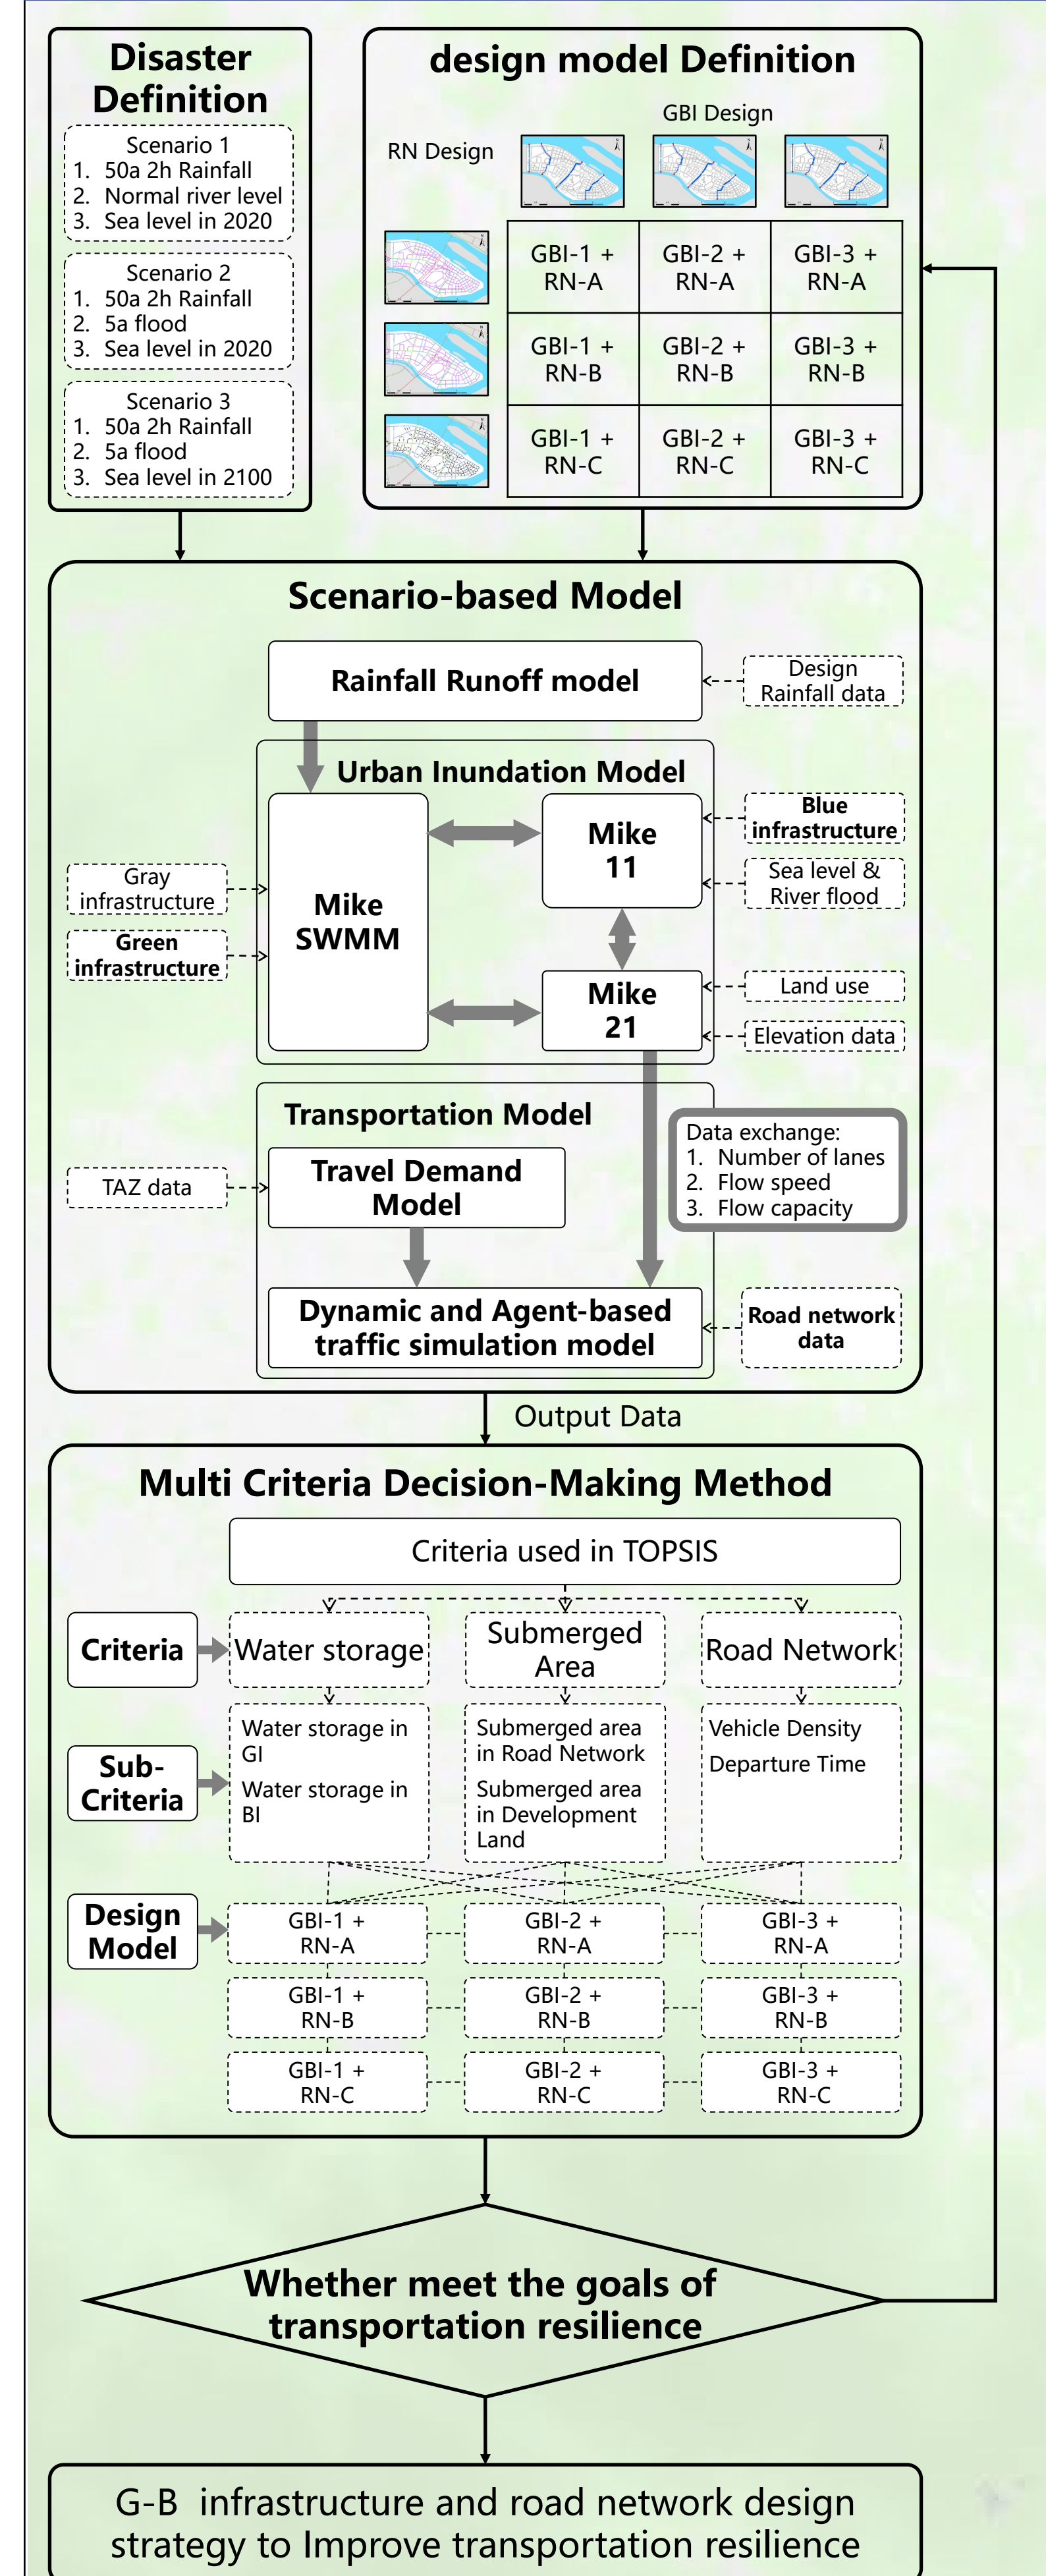 Disaster
Definition
Scenario 1
1. 50a 2h Rainfall
2. Normal river level
3. Sea level in 2020
Scenario 2
1. 50a 2h Rainfall
2. 5a flood
3. Sea level in 2020
Scenario 3
1. 50a 2h Rainfall
2. 5a flood
3. Sea level in 2100
design model Definition
GBI Design
RN Design
GBI-1 +
RN-A
GBI-2 +
RN-A
GBI-3 +
RN-A
GBI-1 +
RN-B
GBI-2 +
RN-B
GBI-3 +
RN-B
GBI-1 +
RN-C
GBI-2 +
RN-C
GBI-3 +
RN-C
Scenario-based Model
Rainfall Runoff model
Design
Rainfall data
Urban Inundation Model
Mike
SWMM
Mike
11
Mike
21
Gray
infrastructure
Green
infrastructure
Blue
infrastructure
Sea level &
River flood
Land use
Elevation data
Transportation Model
Travel Demand
Model
TAZ data
Data exchange:
1. Number of lanes
2. Flow speed
3. Flow capacity
Dynamic and Agent-based
traffic simulation model
Road network
data
Output Data
Multi Criteria Decision-Making Method
Criteria used in TOPSIS
Criteria
Water storage
Submerged
Area
Road Network
Sub-
Criteria
Water storage in
GI
Water storage in
BI
Submerged area
in Road Network
Submerged area
in Development
Land
Vehicle Density
Departure Time
Design
Model
GBI-1 +
RN-A
GBI-2 +
RN-A
GBI-3 +
RN-A
GBI-1 +
RN-B
GBI-2 +
RN-B
GBI-3 +
RN-B
GBI-1 +
RN-C
GBI-2 +
RN-C
GBI-3 +
RN-C
Whether meet the goals of
transportation resilience
G-B infrastructure and road network design
strategy to Improve transportation resilience